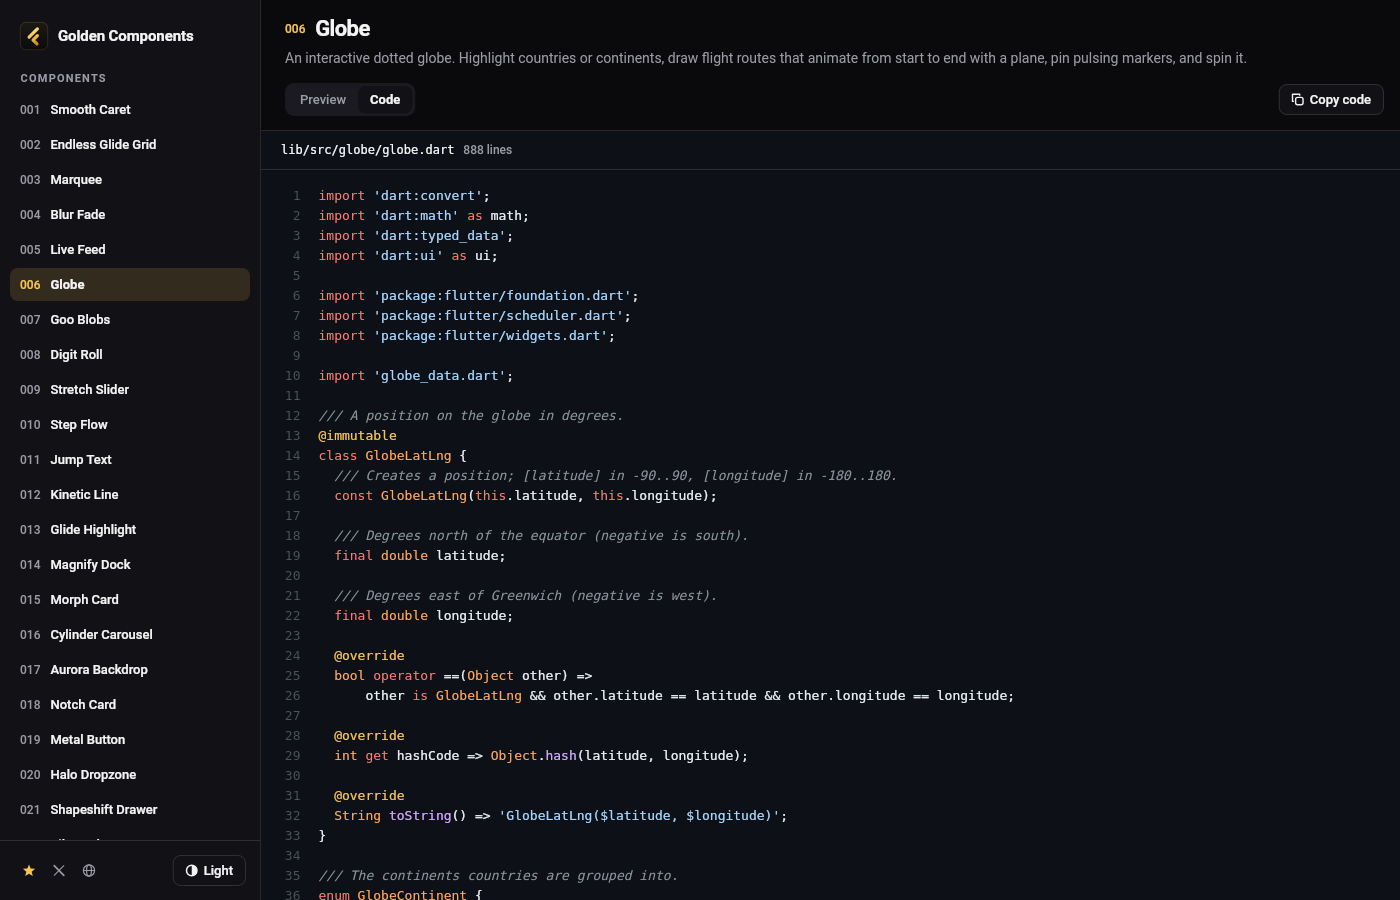 Golden Components
COMPONENTS
001 Smooth Caret
002 Endless Glide Grid
003 Marquee
004 Blur Fade
005 Live Feed
006 Globe
007 Goo Blobs
008 Digit Roll
009 Stretch Slider
010 Step Flow
011 Jump Text
012 Kinetic Line
013 Glide Highlight
014 Magnify Dock
015 Morph Card
016 Cylinder Carousel
017 Aurora Backdrop
018 Notch Card
019 Metal Button
020 Halo Dropzone
021 Shapeshift Drawer
Light
006 Globe
An interactive dotted globe. Highlight countries or continents, draw flight routes that animate from start to end with a plane, pin pulsing markers, and spin it.
Preview Code
Copy code
lib/src/globe/globe.dart 888 lines
1 import 'dart:convert';
2 import 'dart:math' as math;
3 import 'dart:typed_data';
4 import 'dart:ui' as ui;
5
6 import 'package:flutter/foundation.dart';
7 import 'package:flutter/scheduler.dart';
8 import 'package:flutter/widgets.dart';
9
10 import 'globe_data.dart';
11
12 /// A position on the globe in degrees.
13 @immutable
14 class GlobeLatLng {
15 /// Creates a position; [latitude] in -90..90, [longitude] in -180..180.
16 const GlobeLatLng(this.latitude, this.longitude);
17
18 /// Degrees north of the equator (negative is south).
19 final double latitude;
20
21 /// Degrees east of Greenwich (negative is west).
22 final double longitude;
23
24 @override
25 bool operator ==(Object other) =>
26 other is GlobeLatLng && other.latitude == latitude && other.longitude == longitude;
27
28 @override
29 int get hashCode => Object.hash(latitude, longitude);
30
31 @override
32 String toString() => 'GlobeLatLng($latitude, $longitude)';
33 }
34
35 /// The continents countries are grouped into.
36 enum GlobeContinent {